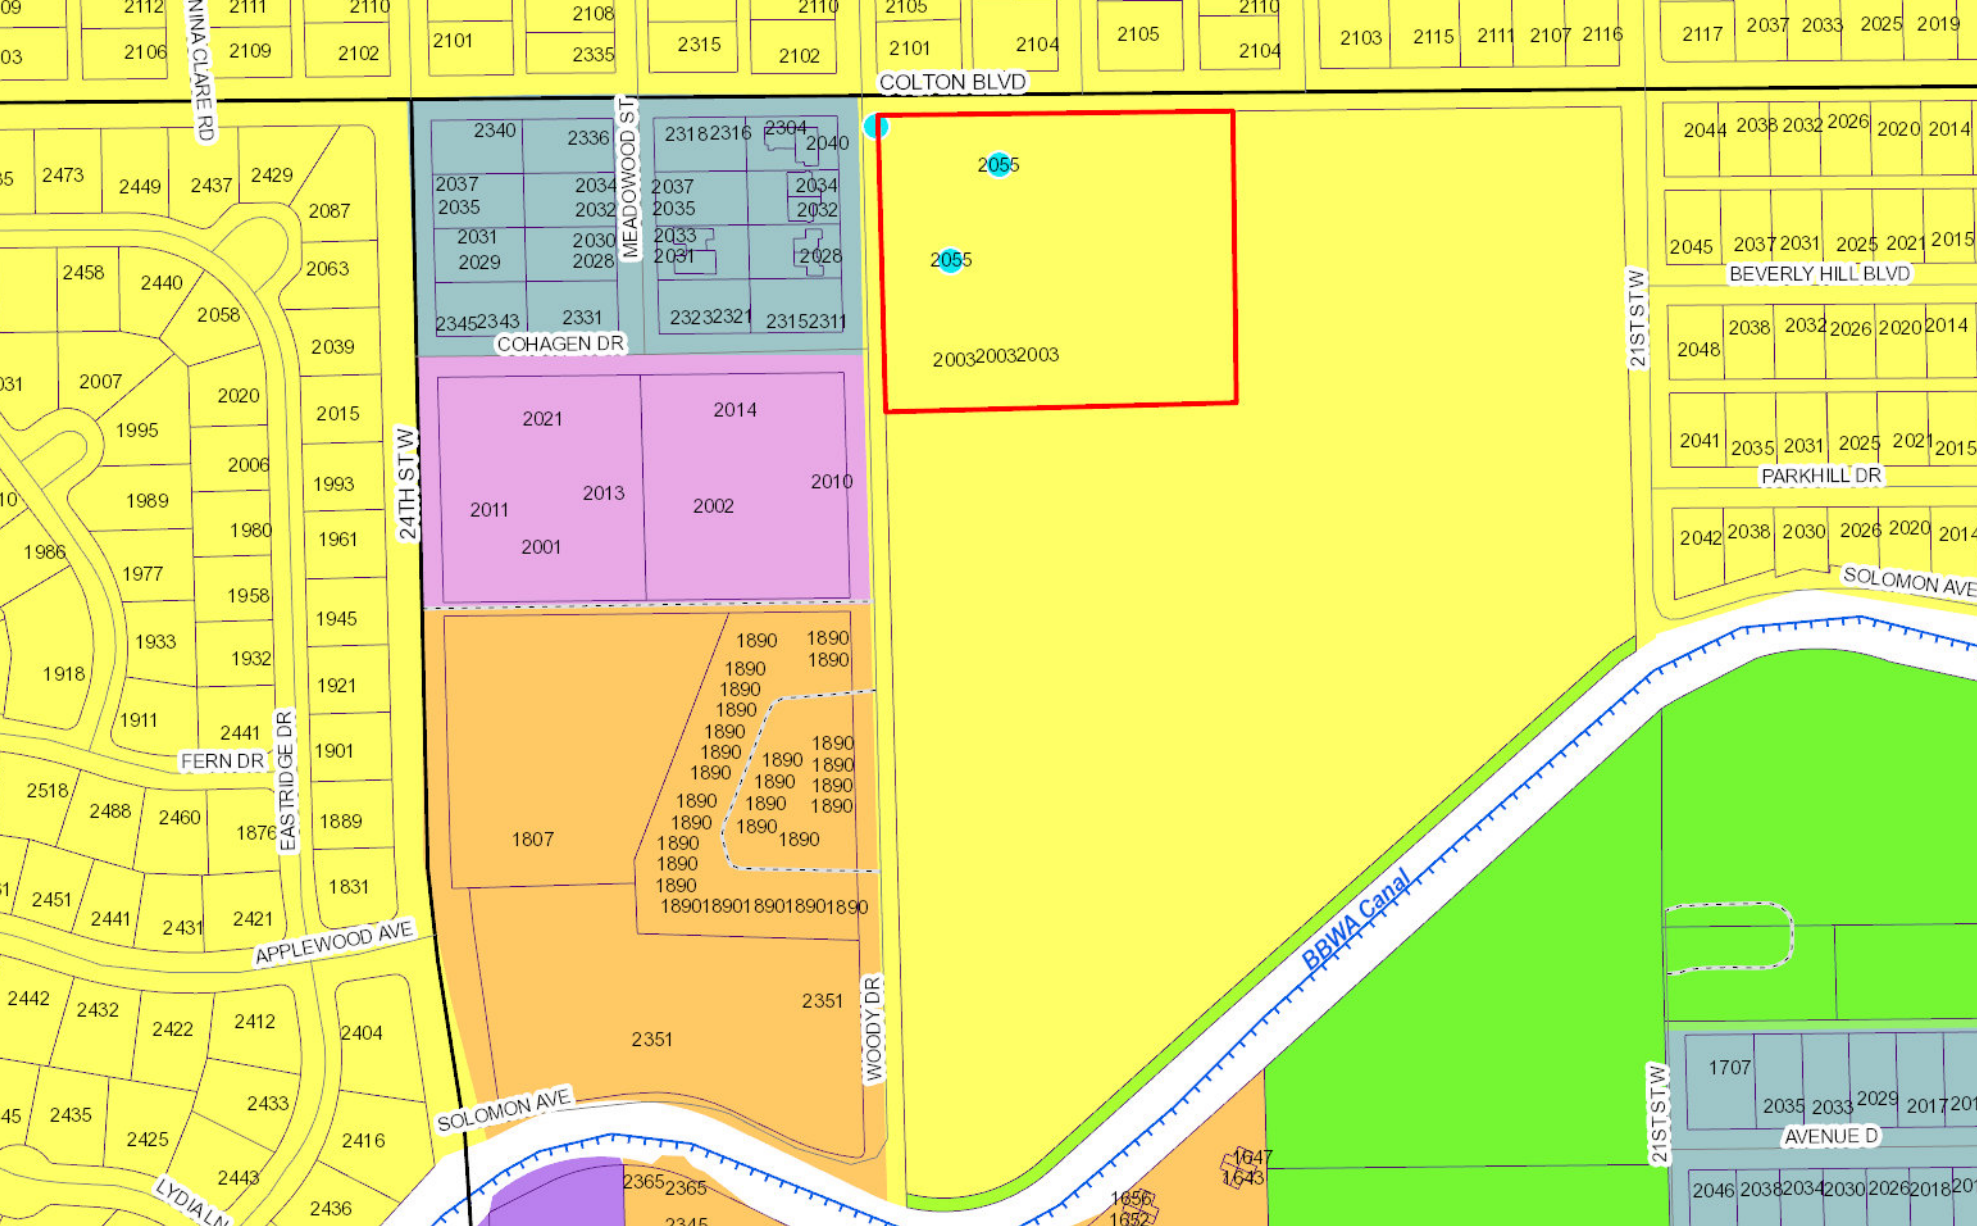 09 2112 2111 2110 2108 2110 2105 2110 2037 2033 2025 2019
03 2106 2109 2102 2101 2335 2315 2102 2101 2104 2105 2104 2103 2115 2111 2107 2116 2117
NINA CLARE RD
COLTON BLVD
2340 2336 2318 2316 2304 2040 2044 2038 2032 2026 2020 2014
MEADOWOOD ST
35 2473 2449 2437 2429 2037 2034 2037 2034 2055
2087 2035 2032 2035 2032
2031 2030 2033 2045 2037 2031 2025 2021 2015
2458 2440 2063 2029 2028 2031 2028 2055
BEVERLY HILL BLVD
2058 2345 2343 2331 2323 2321 2315 2311
21ST ST W
2048 2038 2032 2026 2020 2014
COHAGEN DR
2039
2003 2003 2003
031 2007 2020 2015 2021 2014
1995 2041 2035 2031 2025 2021 2015
24TH ST W
2006 1993 2013 2010
PARKHILL DR
10 1989 2011 2002
1980 1961 2001 2042 2038 2030 2026 2020 2014
1986 1977 1958
SOLOMON AVE
1945 1933 1932 1918
1890 1890
1890
1890
1890
1921
1911 2441 1901
1890
1890
1890
1890
FERN DR
EASTRIDGE DR
1890 1890
1890 1890
1890 1890
1890 1890
2518 2488 2460 1876 1889
1890
1890
1890
1807
1890
1890
1890
1831
1890 1890 1890 1890 1890
51 2451 2441 2431 2421
APPLEWOOD AVE
BBWA Canal
2442 2432 2422 2412 2404
2351
2351
WOODY DR
45 2435 2425 2433 2416
SOLOMON AVE
1707
21ST ST W
2035 2033 2029 2017 201
AVENUE D
2443
LYDIA LN
2436
2365 2365
2345
1647
1643
1656
1652
2046 2038 2034 2030 2026 2018 201